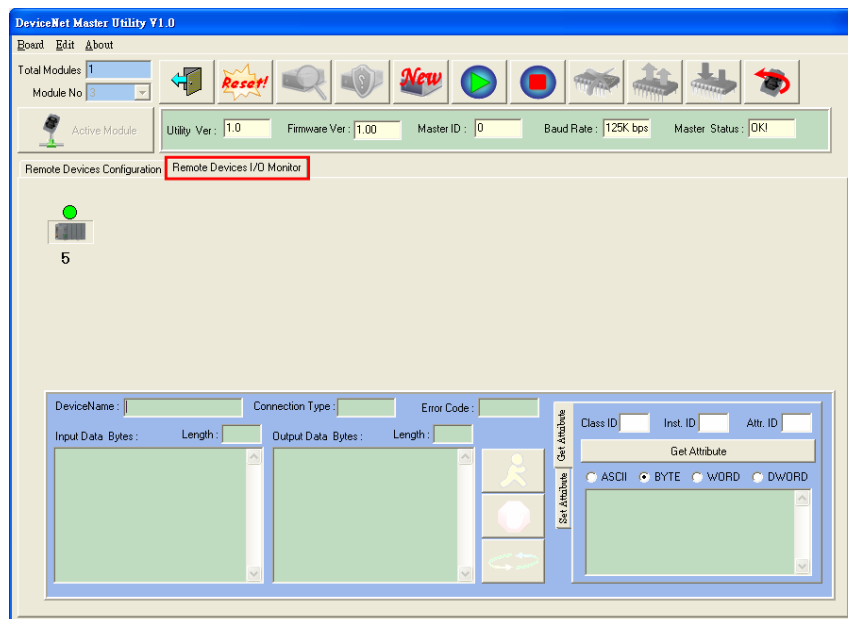 DeviceNet Master Utility V1.0
Board Edit About
Total Modules 1
Module No 3
Reset!
New
Active Module
Utility Ver : 1.0 Firmware Ver : 1.00 Master ID : 0 Baud Rate : 125K bps Master Status : OK!
Remote Devices Configuration Remote Devices I/O Monitor
5
DeviceName : Connection Type : Error Code :
Input Data Bytes : Length : Output Data Bytes : Length :
Get Attribute
Set Attribute
Class ID Inst. ID Attr. ID
Get Attribute
ASCII BYTE WORD DWORD